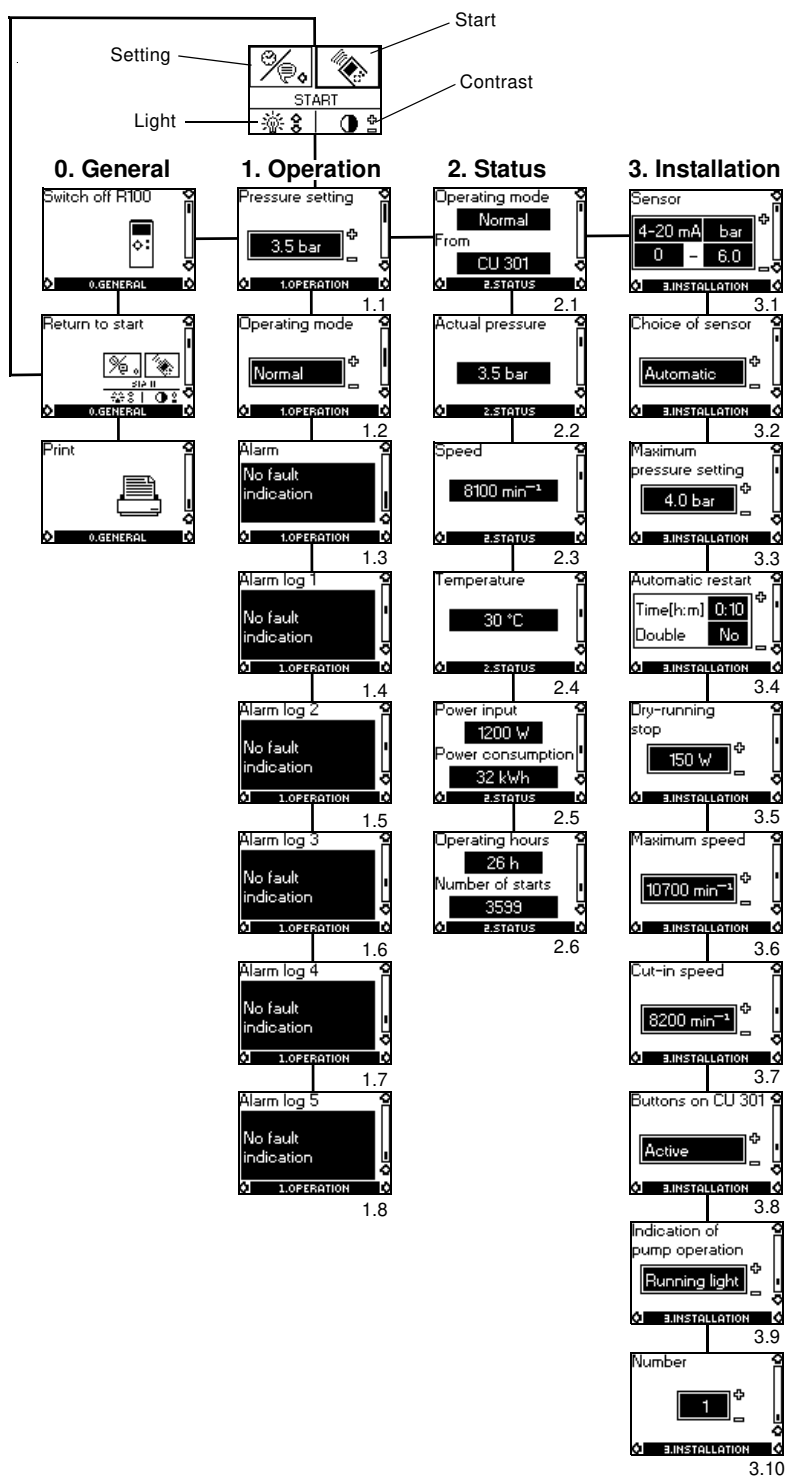 Start
Setting
Contrast
START
Light
0. General
1. Operation
2. Status
3. Installation
Switch off R100
0.GENERAL
Return to start
START
0.GENERAL
Print
0.GENERAL
Pressure setting
3.5 bar
1.OPERATION
1.1
Operating mode
Normal
1.OPERATION
1.2
Alarm
No fault
indication
1.OPERATION
1.3
Alarm log 1
No fault
indication
1.OPERATION
1.4
Alarm log 2
No fault
indication
1.OPERATION
1.5
Alarm log 3
No fault
indication
1.OPERATION
1.6
Alarm log 4
No fault
indication
1.OPERATION
1.7
Alarm log 5
No fault
indication
1.OPERATION
1.8
Operating mode
Normal
From
CU 301
2.STATUS
2.1
Actual pressure
3.5 bar
2.STATUS
2.2
Speed
8100 min⁻¹
2.STATUS
2.3
Temperature
30 °C
2.STATUS
2.4
Power input
1200 W
Power consumption
32 kWh
2.STATUS
2.5
Operating hours
26 h
Number of starts
3599
2.STATUS
2.6
Sensor
4-20 mA bar
0 - 6.0
3.INSTALLATION
3.1
Choice of sensor
Automatic
3.INSTALLATION
3.2
Maximum
pressure setting
4.0 bar
3.INSTALLATION
3.3
Automatic restart
Time[h:m] 0:10
Double No
3.INSTALLATION
3.4
Dry-running
stop
150 W
3.INSTALLATION
3.5
Maximum speed
10700 min⁻¹
3.INSTALLATION
3.6
Cut-in speed
8200 min⁻¹
3.INSTALLATION
3.7
Buttons on CU 301
Active
3.INSTALLATION
3.8
Indication of
pump operation
Running light
3.INSTALLATION
3.9
Number
1
3.INSTALLATION
3.10